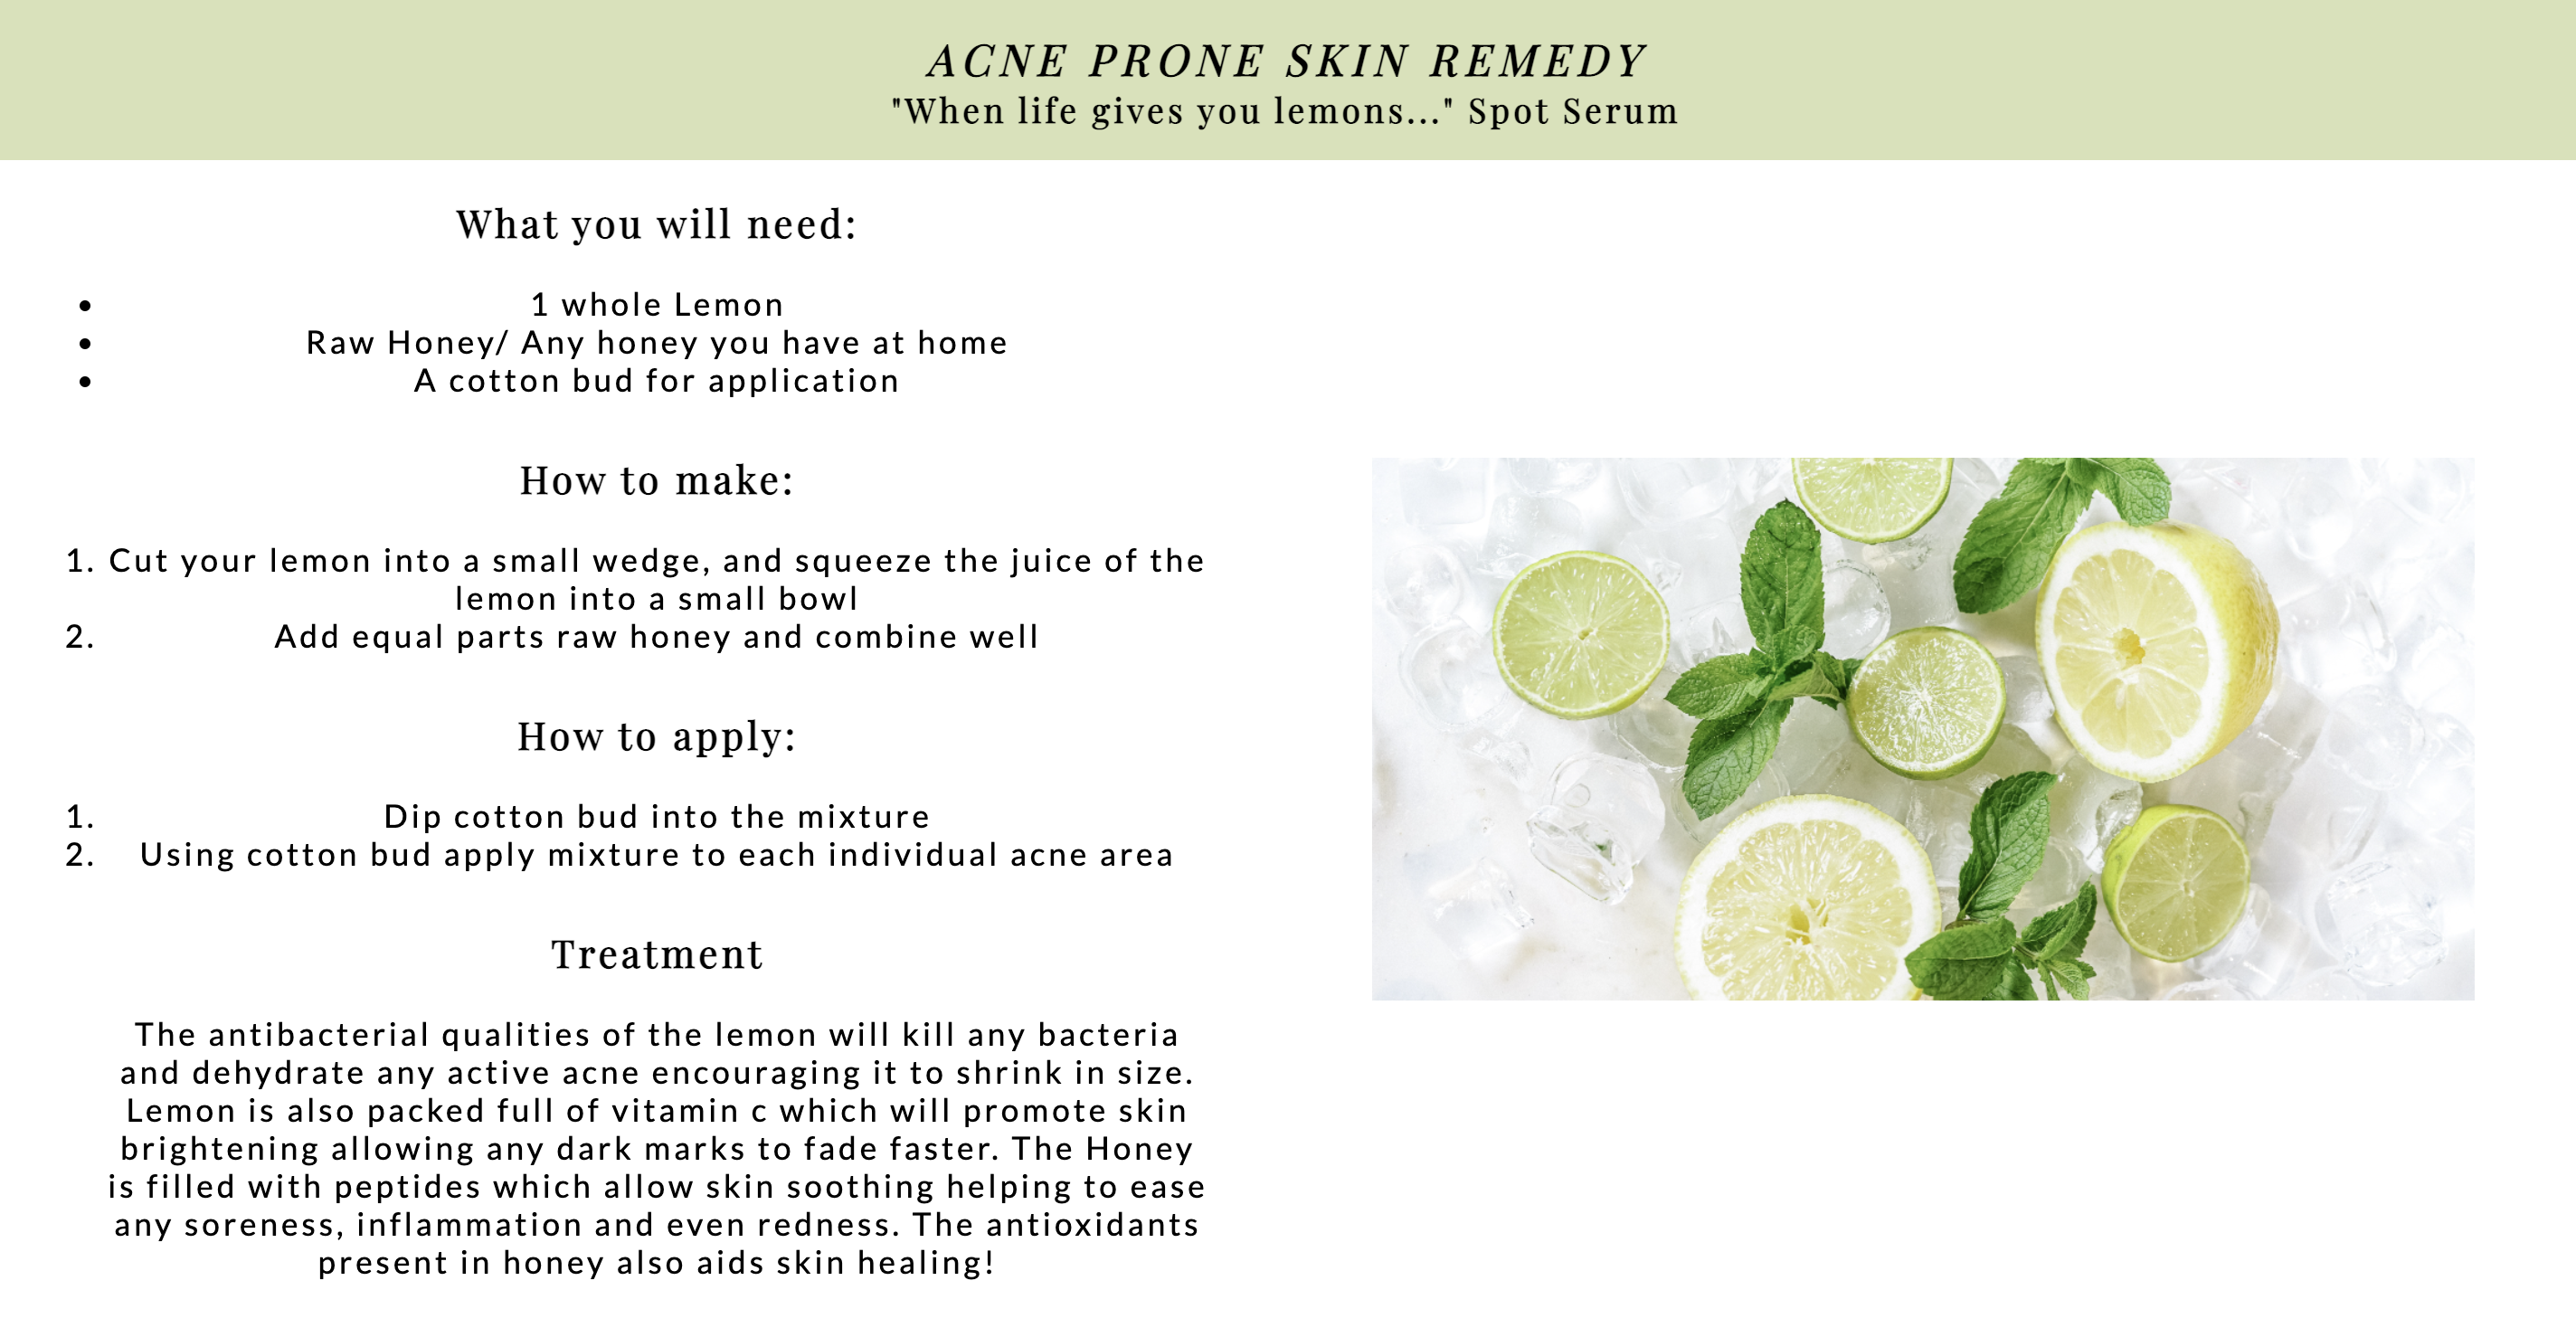 ACNE PRONE SKIN REMEDY
"When life gives you lemons..." Spot Serum
What you will need:
• 1 whole Lemon
• Raw Honey/ Any honey you have at home
• A cotton bud for application
How to make:
1. Cut your lemon into a small wedge, and squeeze the juice of the
lemon into a small bowl
2. Add equal parts raw honey and combine well
How to apply:
1. Dip cotton bud into the mixture
2. Using cotton bud apply mixture to each individual acne area
Treatment
The antibacterial qualities of the lemon will kill any bacteria
and dehydrate any active acne encouraging it to shrink in size.
Lemon is also packed full of vitamin c which will promote skin
brightening allowing any dark marks to fade faster. The Honey
is filled with peptides which allow skin soothing helping to ease
any soreness, inflammation and even redness. The antioxidants
present in honey also aids skin healing!